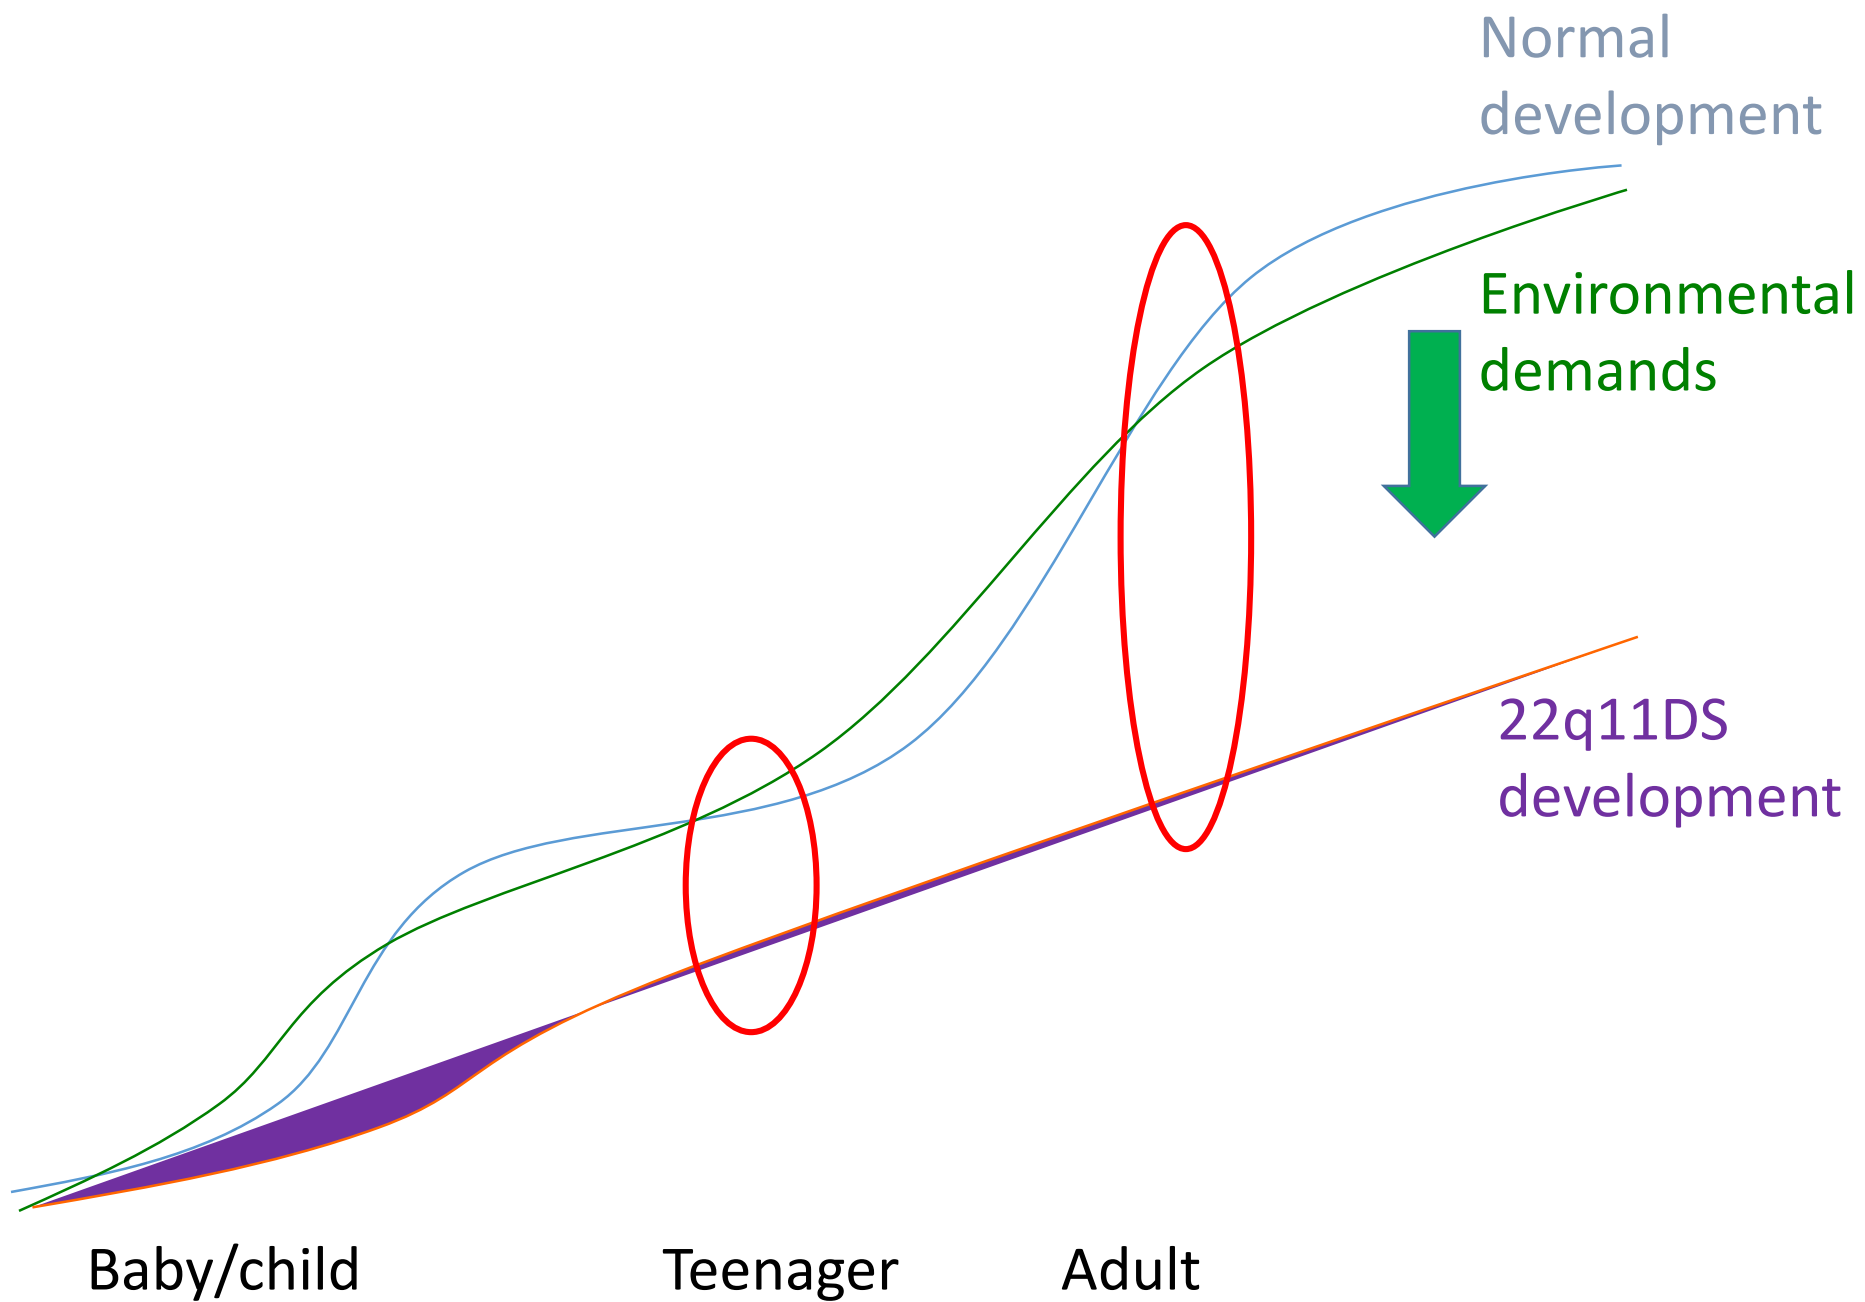 Normal
development
Environmental
demands
22q11DS
development
Baby/child
Teenager
Adult